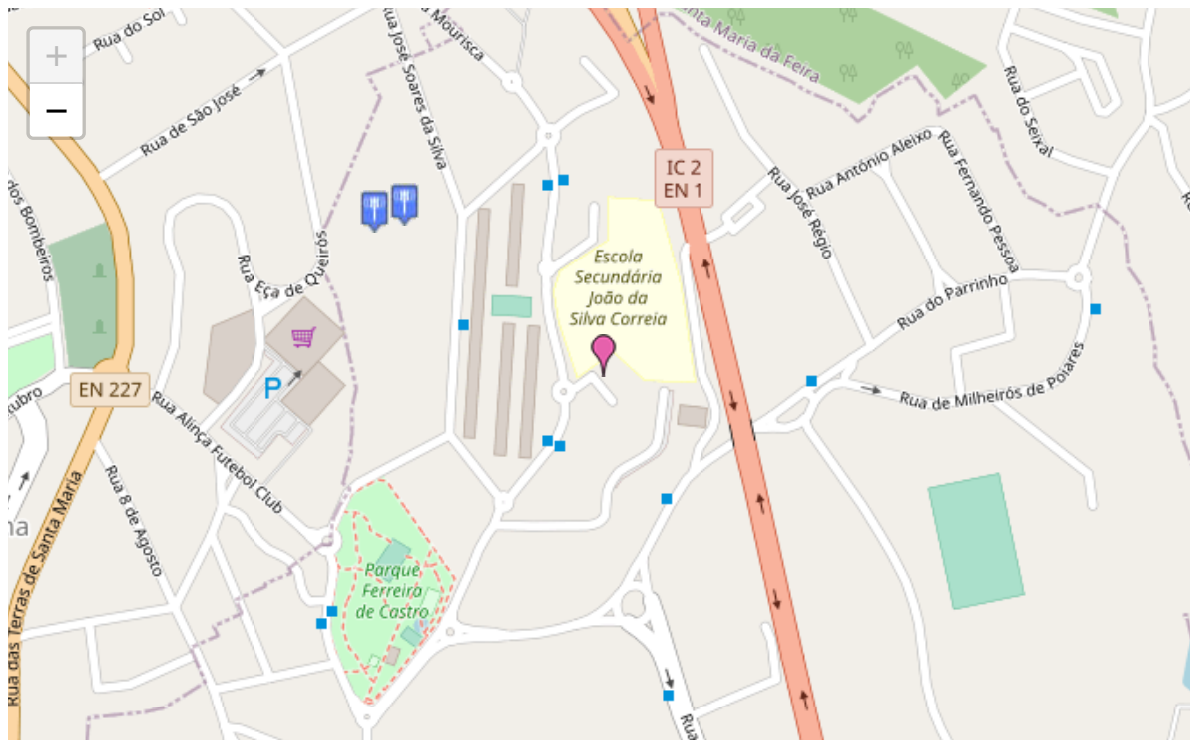 +
−
Rua do Sol
Rua José Soares da Silva
Mourisca
Santa Maria da Feira
Rua de São José
IC 2
EN 1
Rua do Seixal
Rua António Aleixo
Rua Fernando Pessoa
Rua José Régio
dos Bombeiros
Rua Eça de Queirós
Escola
Secundária
João da
Silva Correia
Rua do Parrinho
P
EN 227
Rua de Milheirós de Poiares
Rua Aliança Futebol Club
Rua 8 de Agosto
Rua das Terras de Santa Maria
Parque
Ferreira
de Castro
Rua